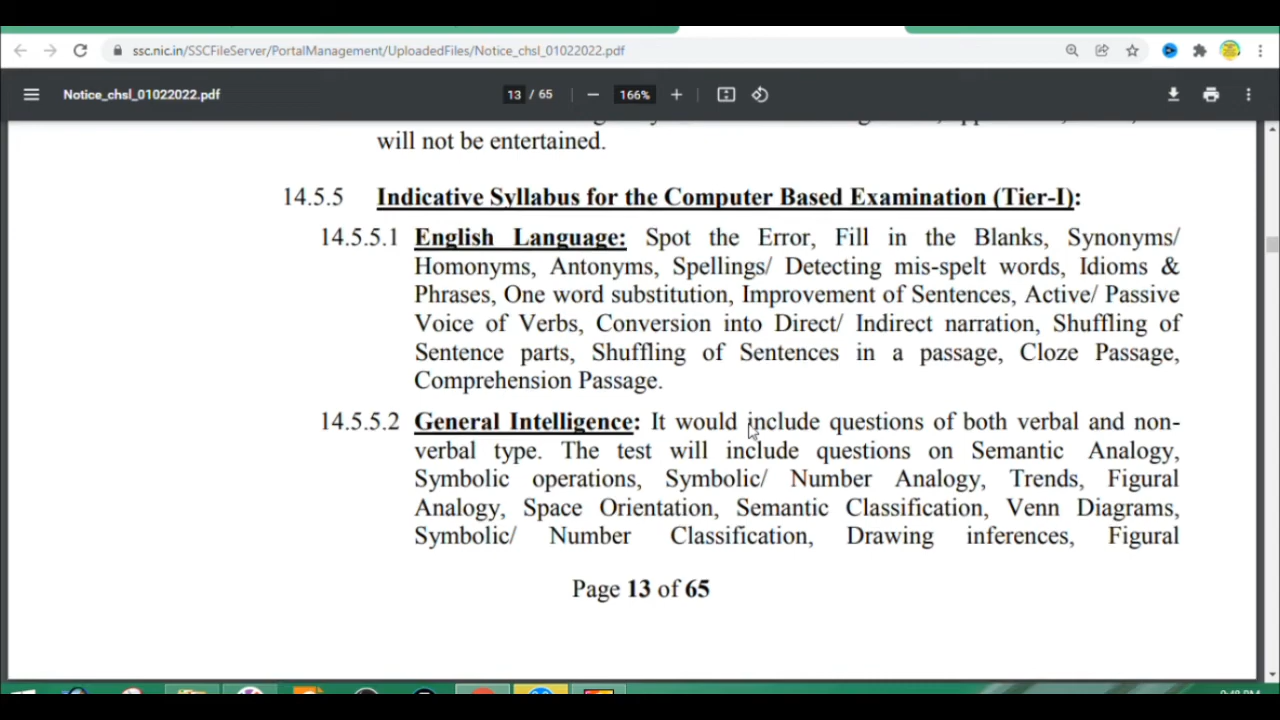 ssc.nic.in/SSCFileServer/PortalManagement/UploadedFiles/Notice_chsl_01022022.pdf
Notice_chsl_01022022.pdf 13 / 65 166%
will not be entertained.
14.5.5 Indicative Syllabus for the Computer Based Examination (Tier-I):
14.5.5.1 English Language: Spot the Error, Fill in the Blanks, Synonyms/
Homonyms, Antonyms, Spellings/ Detecting mis-spelt words, Idioms &
Phrases, One word substitution, Improvement of Sentences, Active/ Passive
Voice of Verbs, Conversion into Direct/ Indirect narration, Shuffling of
Sentence parts, Shuffling of Sentences in a passage, Cloze Passage,
Comprehension Passage.
14.5.5.2 General Intelligence: It would include questions of both verbal and non-
verbal type. The test will include questions on Semantic Analogy,
Symbolic operations, Symbolic/ Number Analogy, Trends, Figural
Analogy, Space Orientation, Semantic Classification, Venn Diagrams,
Symbolic/ Number Classification, Drawing inferences, Figural
Page 13 of 65